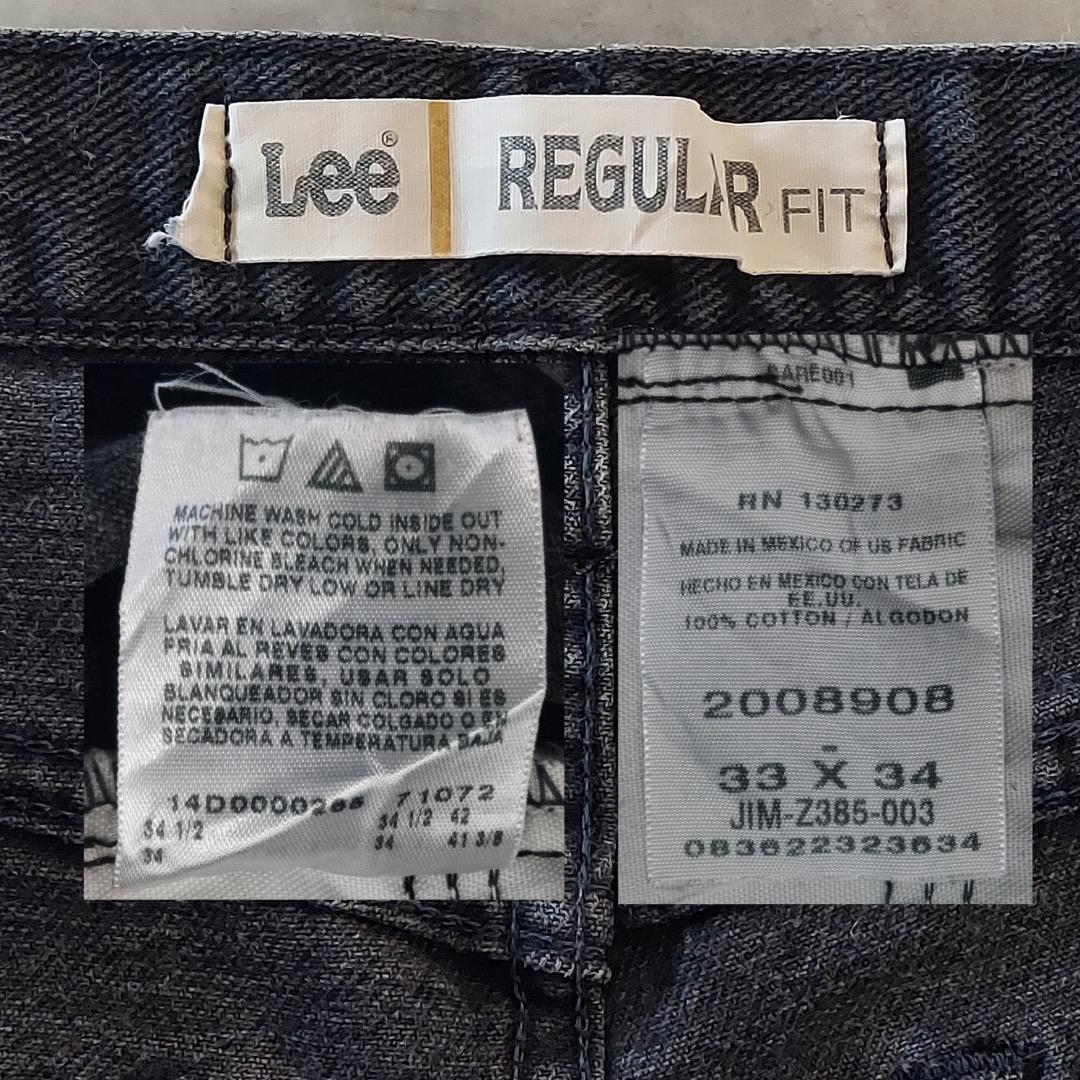 Lee® REGULAR FIT
MACHINE WASH COLD INSIDE OUT
WITH LIKE COLORS, ONLY NON-
CHLORINE BLEACH WHEN NEEDED,
TUMBLE DRY LOW OR LINE DRY
LAVAR EN LAVADORA CON AGUA
FRIA AL REVES CON COLORES
SIMILARES, USAR SOLO
BLANQUEADOR SIN CLORO SI ES
NECESARIO, SECAR COLGADO O EN
SECADORA A TEMPERATURA BAJA
71072
34 1/2 34 1/2 42
34 34 41 3/8
RN 130273
MADE IN MEXICO OF US FABRIC
HECHO EN MEXICO CON TELA DE
EE.UU.
100% COTTON / ALGODON
2008908
-
33 X 34
JIM-Z385-003
083622323634